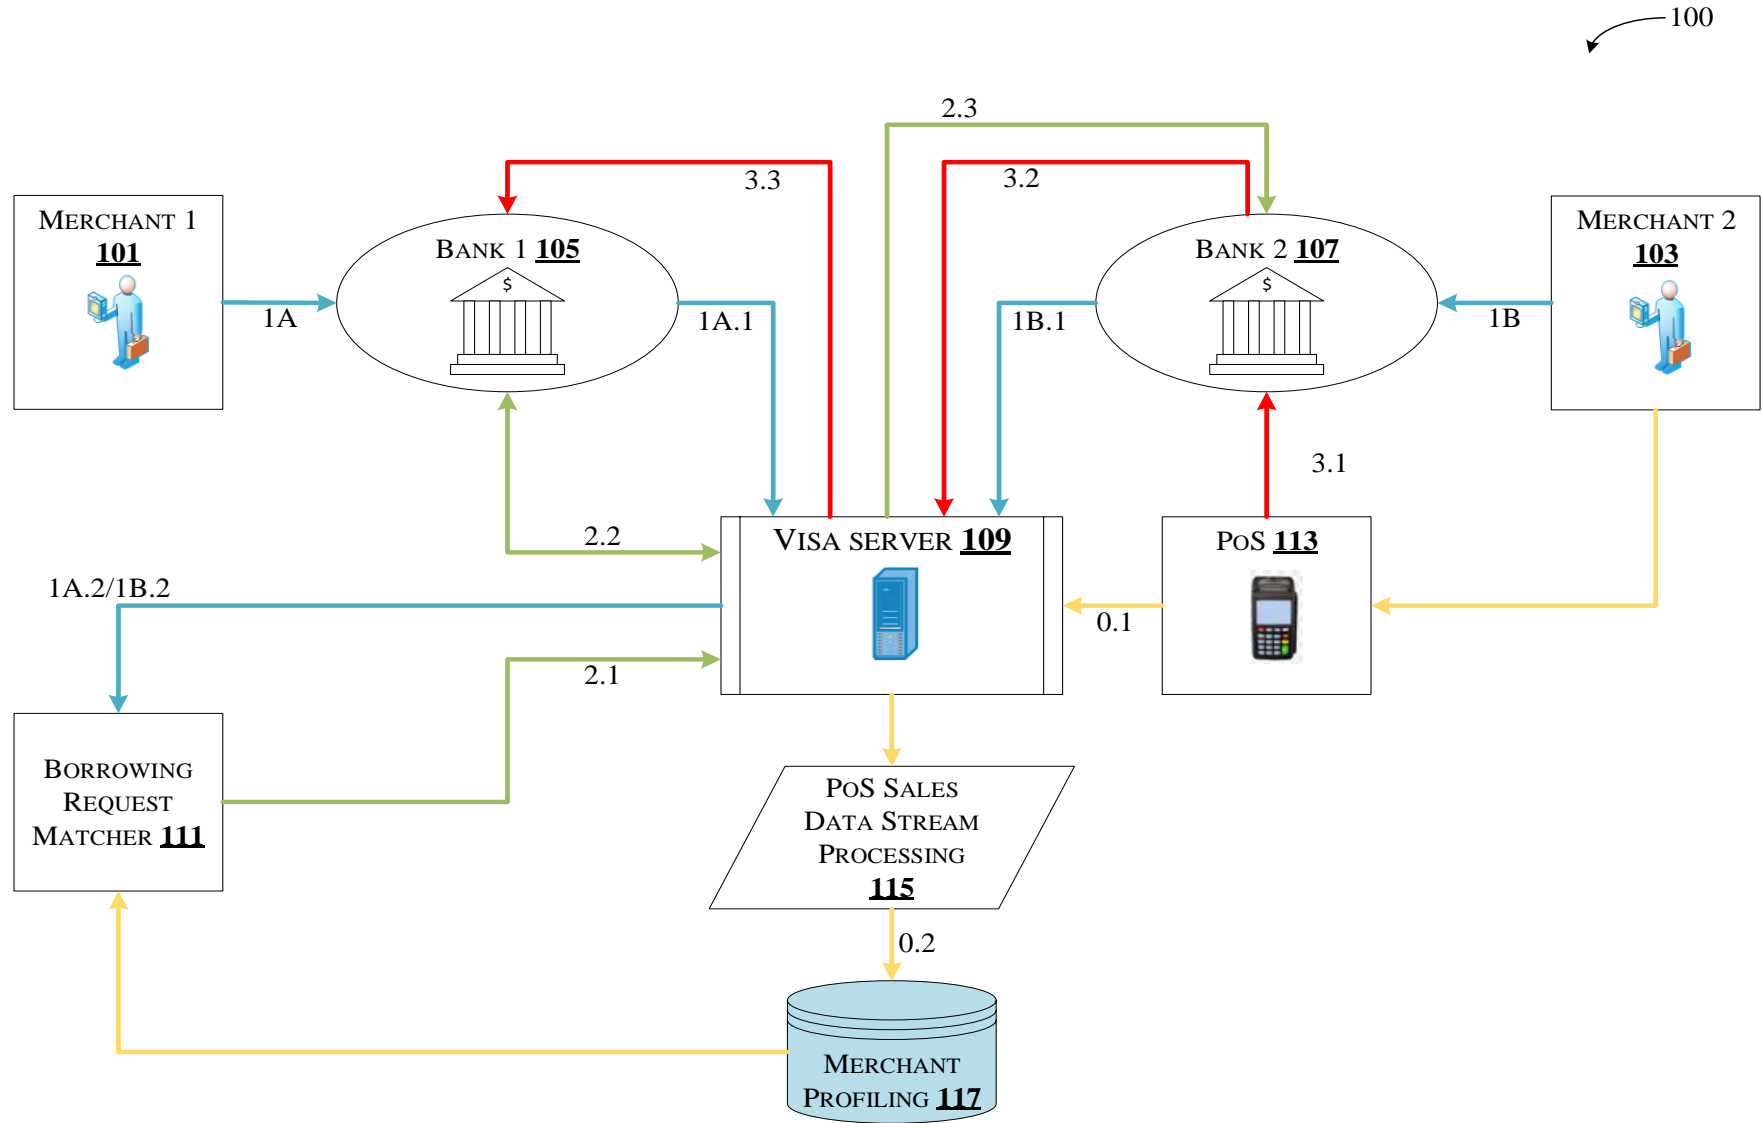 100
2.3
3.3
3.2
MERCHANT 1
101
BANK 1 105
$
BANK 2 107
$
MERCHANT 2
103
1A
1A.1
1B.1
1B
3.1
2.2
VISA SERVER 109
POS 113
1A.2/1B.2
0.1
2.1
BORROWING
REQUEST
MATCHER 111
POS SALES
DATA STREAM
PROCESSING
115
0.2
MERCHANT
PROFILING 117